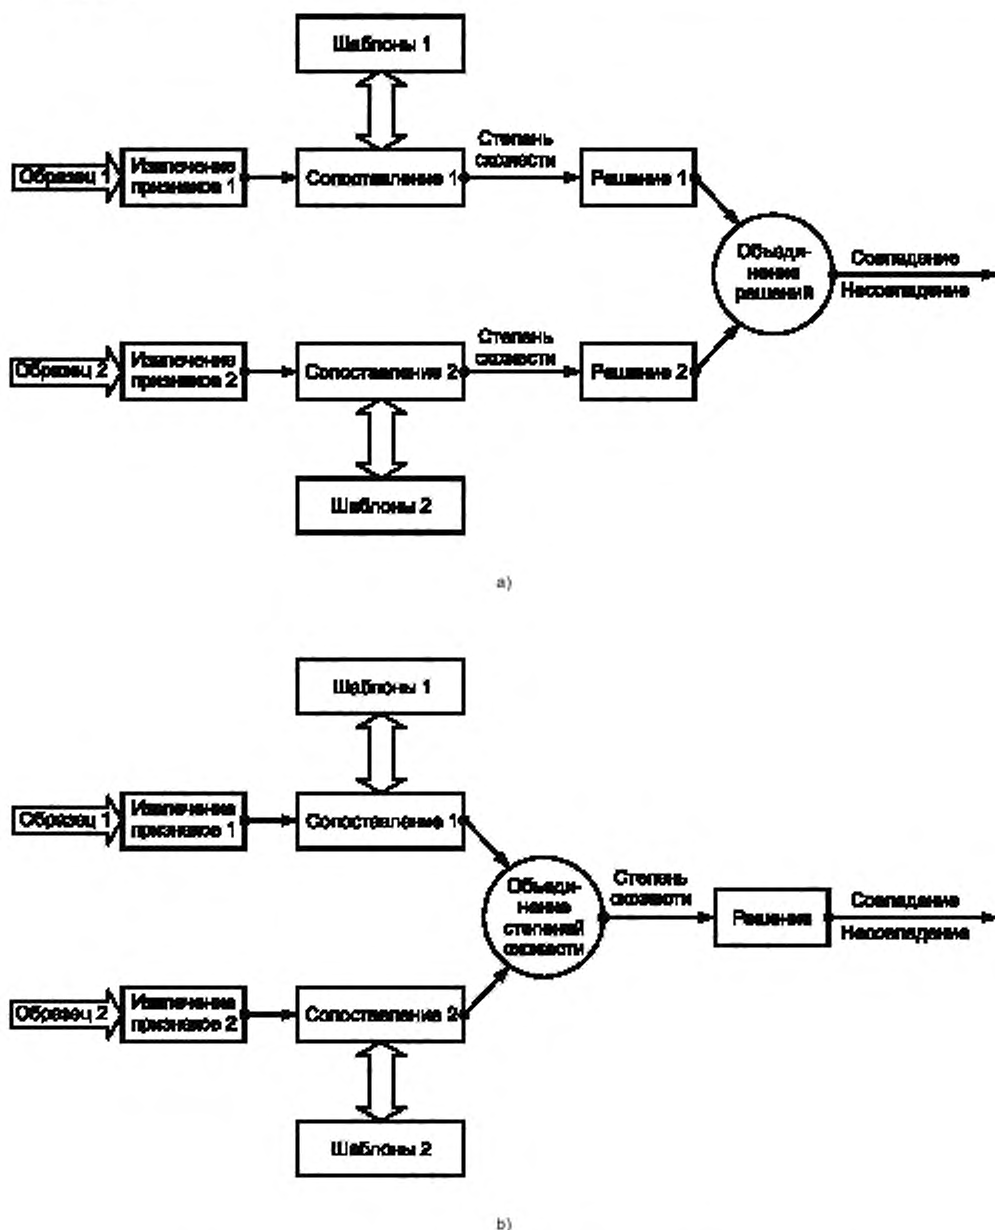 Шаблоны 1
Степень
схожести
Образец 1
Извлечение
признаков 1
Сопоставление 1
Решение 1
Объеди-
нение
решений
Совпадение
Несовпадение
Степень
схожести
Образец 2
Извлечение
признаков 2
Сопоставление 2
Решение 2
Шаблоны 2
a)
Шаблоны 1
Образец 1
Извлечение
признаков 1
Сопоставление 1
Объеди-
нение
степеней
схожести
Степень
схожести
Решение
Совпадение
Несовпадение
Образец 2
Извлечение
признаков 2
Сопоставление 2
Шаблоны 2
b)